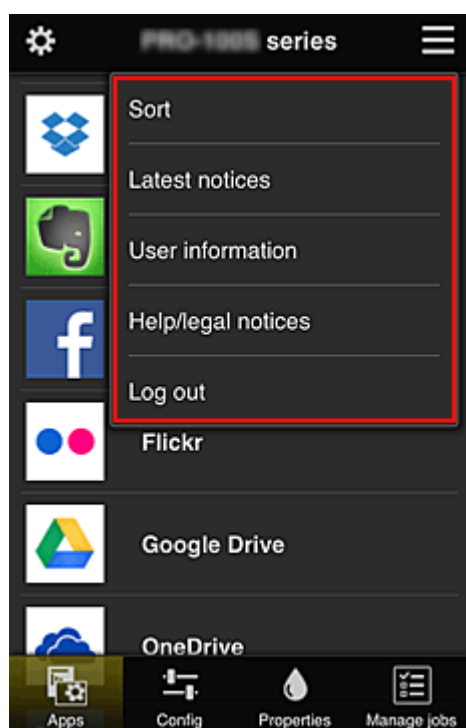 series
Sort
Latest notices
User information
Help/legal notices
Log out
Flickr
Google Drive
OneDrive
Apps
Config
Properties
Manage jobs